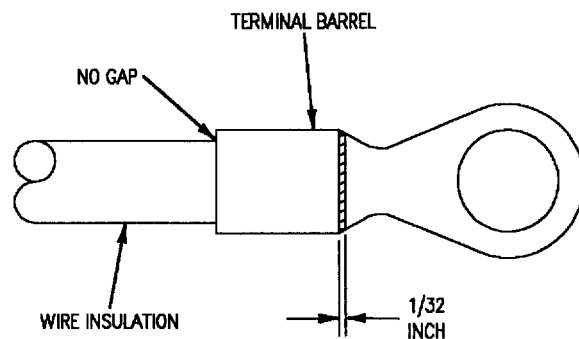 TERMINAL BARREL
NO GAP
WIRE INSULATION
1/32
INCH